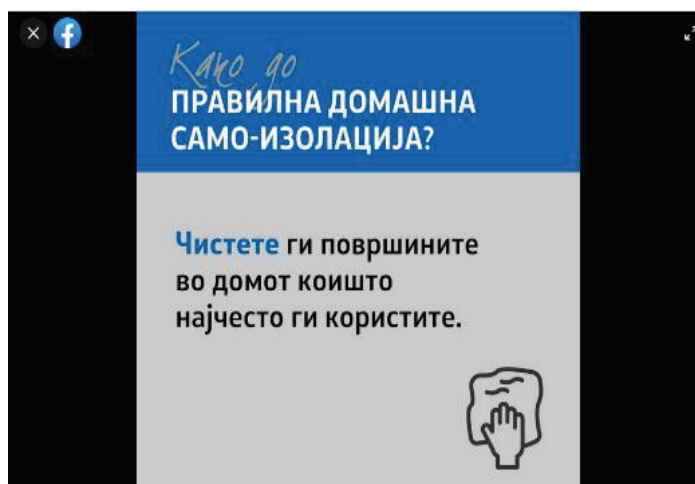 Како до
ПРАВИЛНА ДОМАШНА
САМО-ИЗОЛАЦИЈА?
Чистете ги површините
во домот коишто
најчесто ги користите.